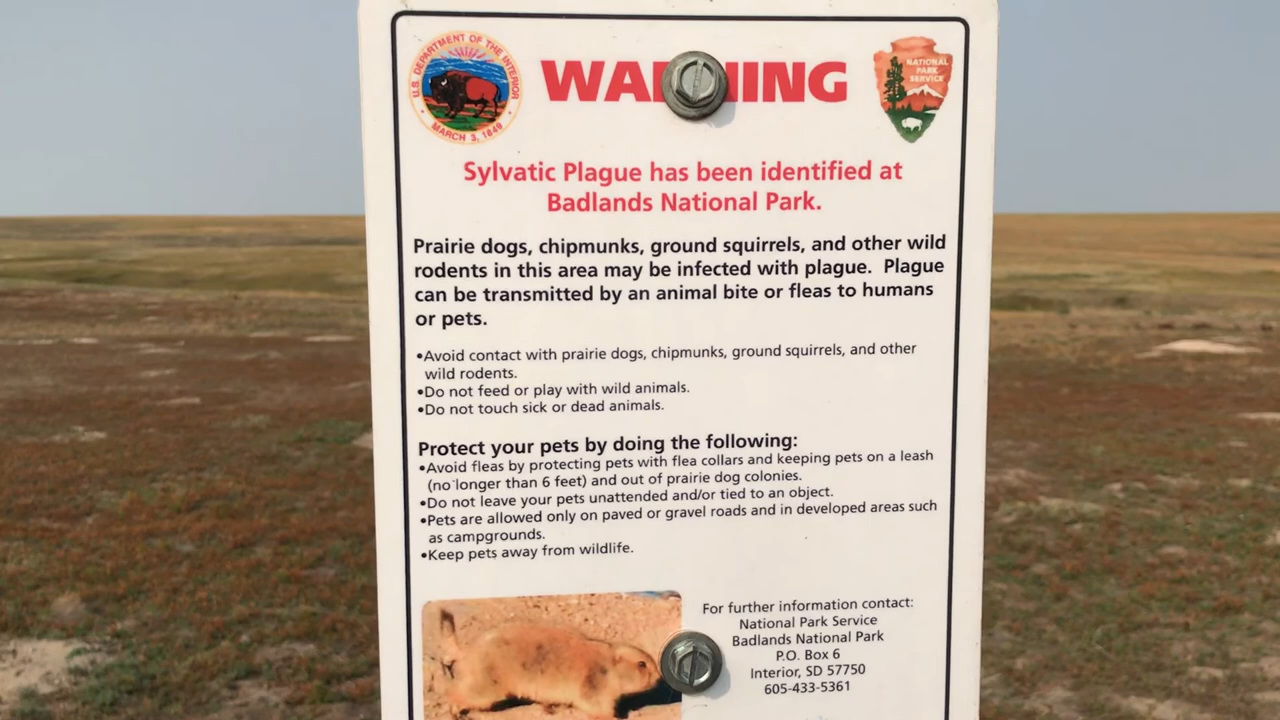 U.S. DEPARTMENT OF THE INTERIOR
MARCH 3, 1849
WARNING
NATIONAL
PARK
SERVICE
Sylvatic Plague has been identified at
Badlands National Park.
Prairie dogs, chipmunks, ground squirrels, and other wild
rodents in this area may be infected with plague. Plague
can be transmitted by an animal bite or fleas to humans
or pets.
•Avoid contact with prairie dogs, chipmunks, ground squirrels, and other
wild rodents.
•Do not feed or play with wild animals.
•Do not touch sick or dead animals.
Protect your pets by doing the following:
•Avoid fleas by protecting pets with flea collars and keeping pets on a leash
(no longer than 6 feet) and out of prairie dog colonies.
•Do not leave your pets unattended and/or tied to an object.
•Pets are allowed only on paved or gravel roads and in developed areas such
as campgrounds.
•Keep pets away from wildlife.
For further information contact:
National Park Service
Badlands National Park
P.O. Box 6
Interior, SD 57750
605-433-5361